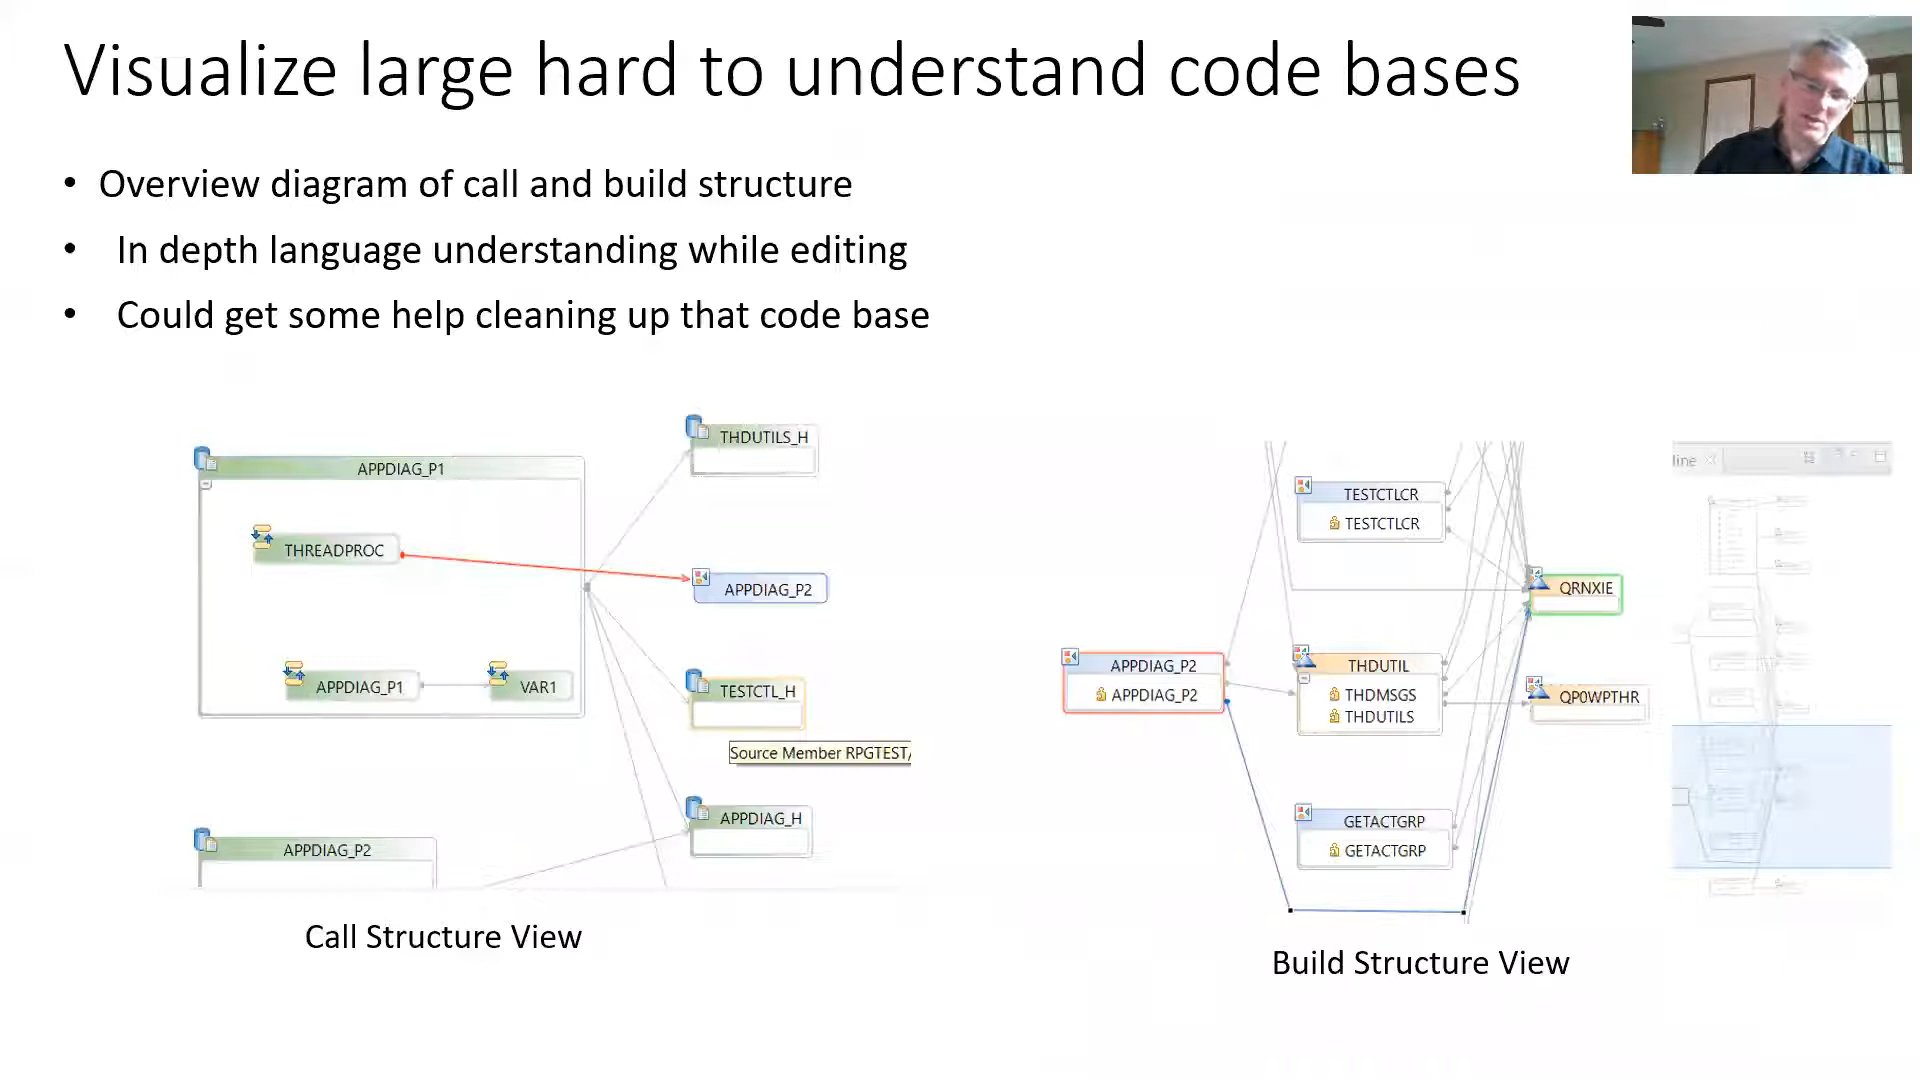 Visualize large hard to understand code bases
• Overview diagram of call and build structure
• In depth language understanding while editing
• Could get some help cleaning up that code base
THDUTILS_H
APPDIAG_P1
THREADPROC
APPDIAG_P2
APPDIAG_P1
VAR1
TESTCTL_H
Source Member RPGTEST/
APPDIAG_H
APPDIAG_P2
Call Structure View
TESTCTLCR
TESTCTLCR
QRNXIE
APPDIAG_P2
APPDIAG_P2
THDUTIL
THDMSGS
THDUTILS
QP0WPTHR
GETACTGRP
GETACTGRP
Build Structure View
line